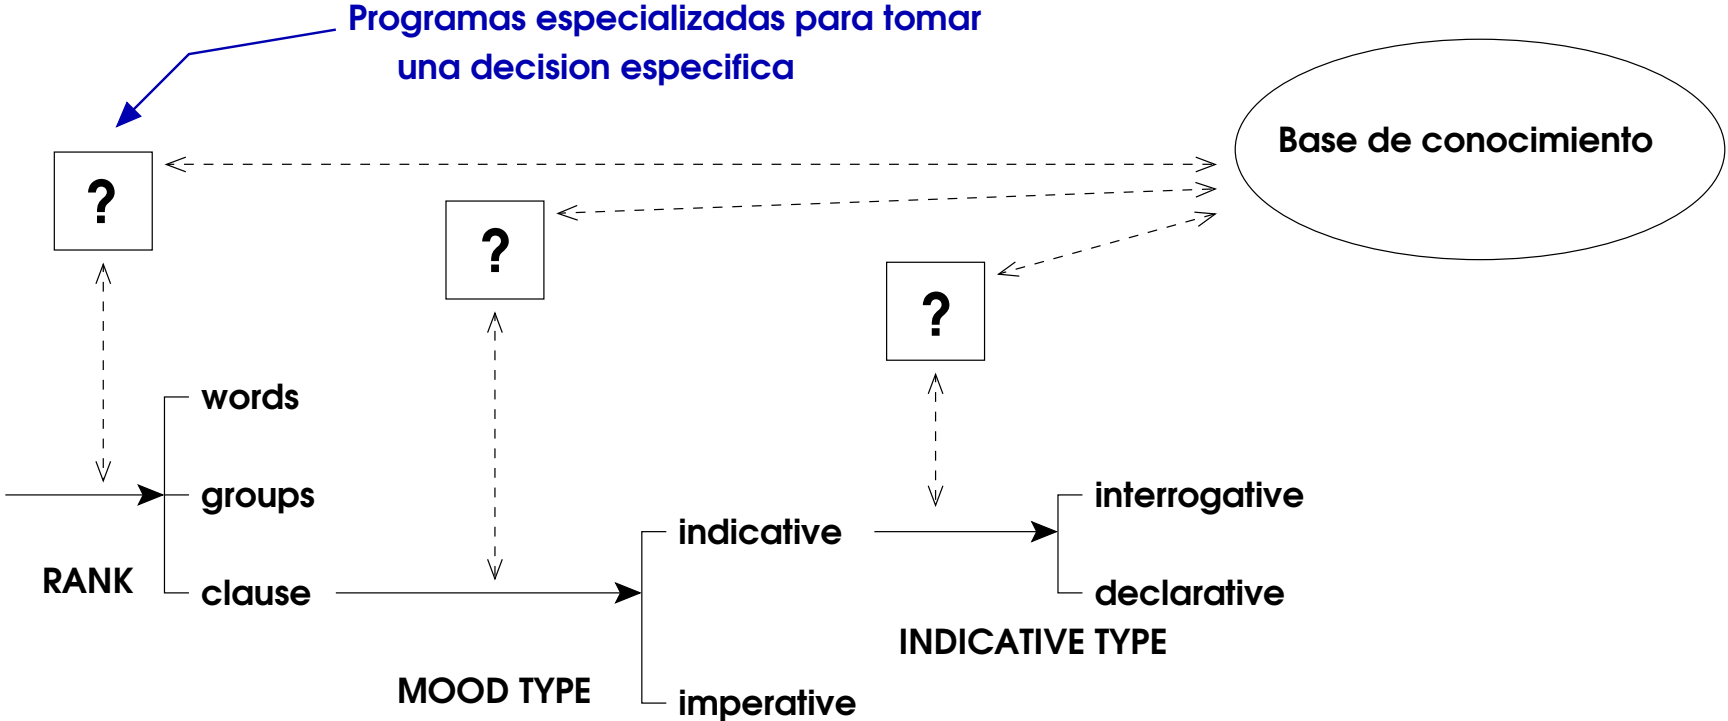 Programas especializadas para tomar
una decision especifica
Base de conocimiento
?
?
?
words
groups
interrogative
indicative
RANK
clause
declarative
INDICATIVE TYPE
MOOD TYPE
imperative